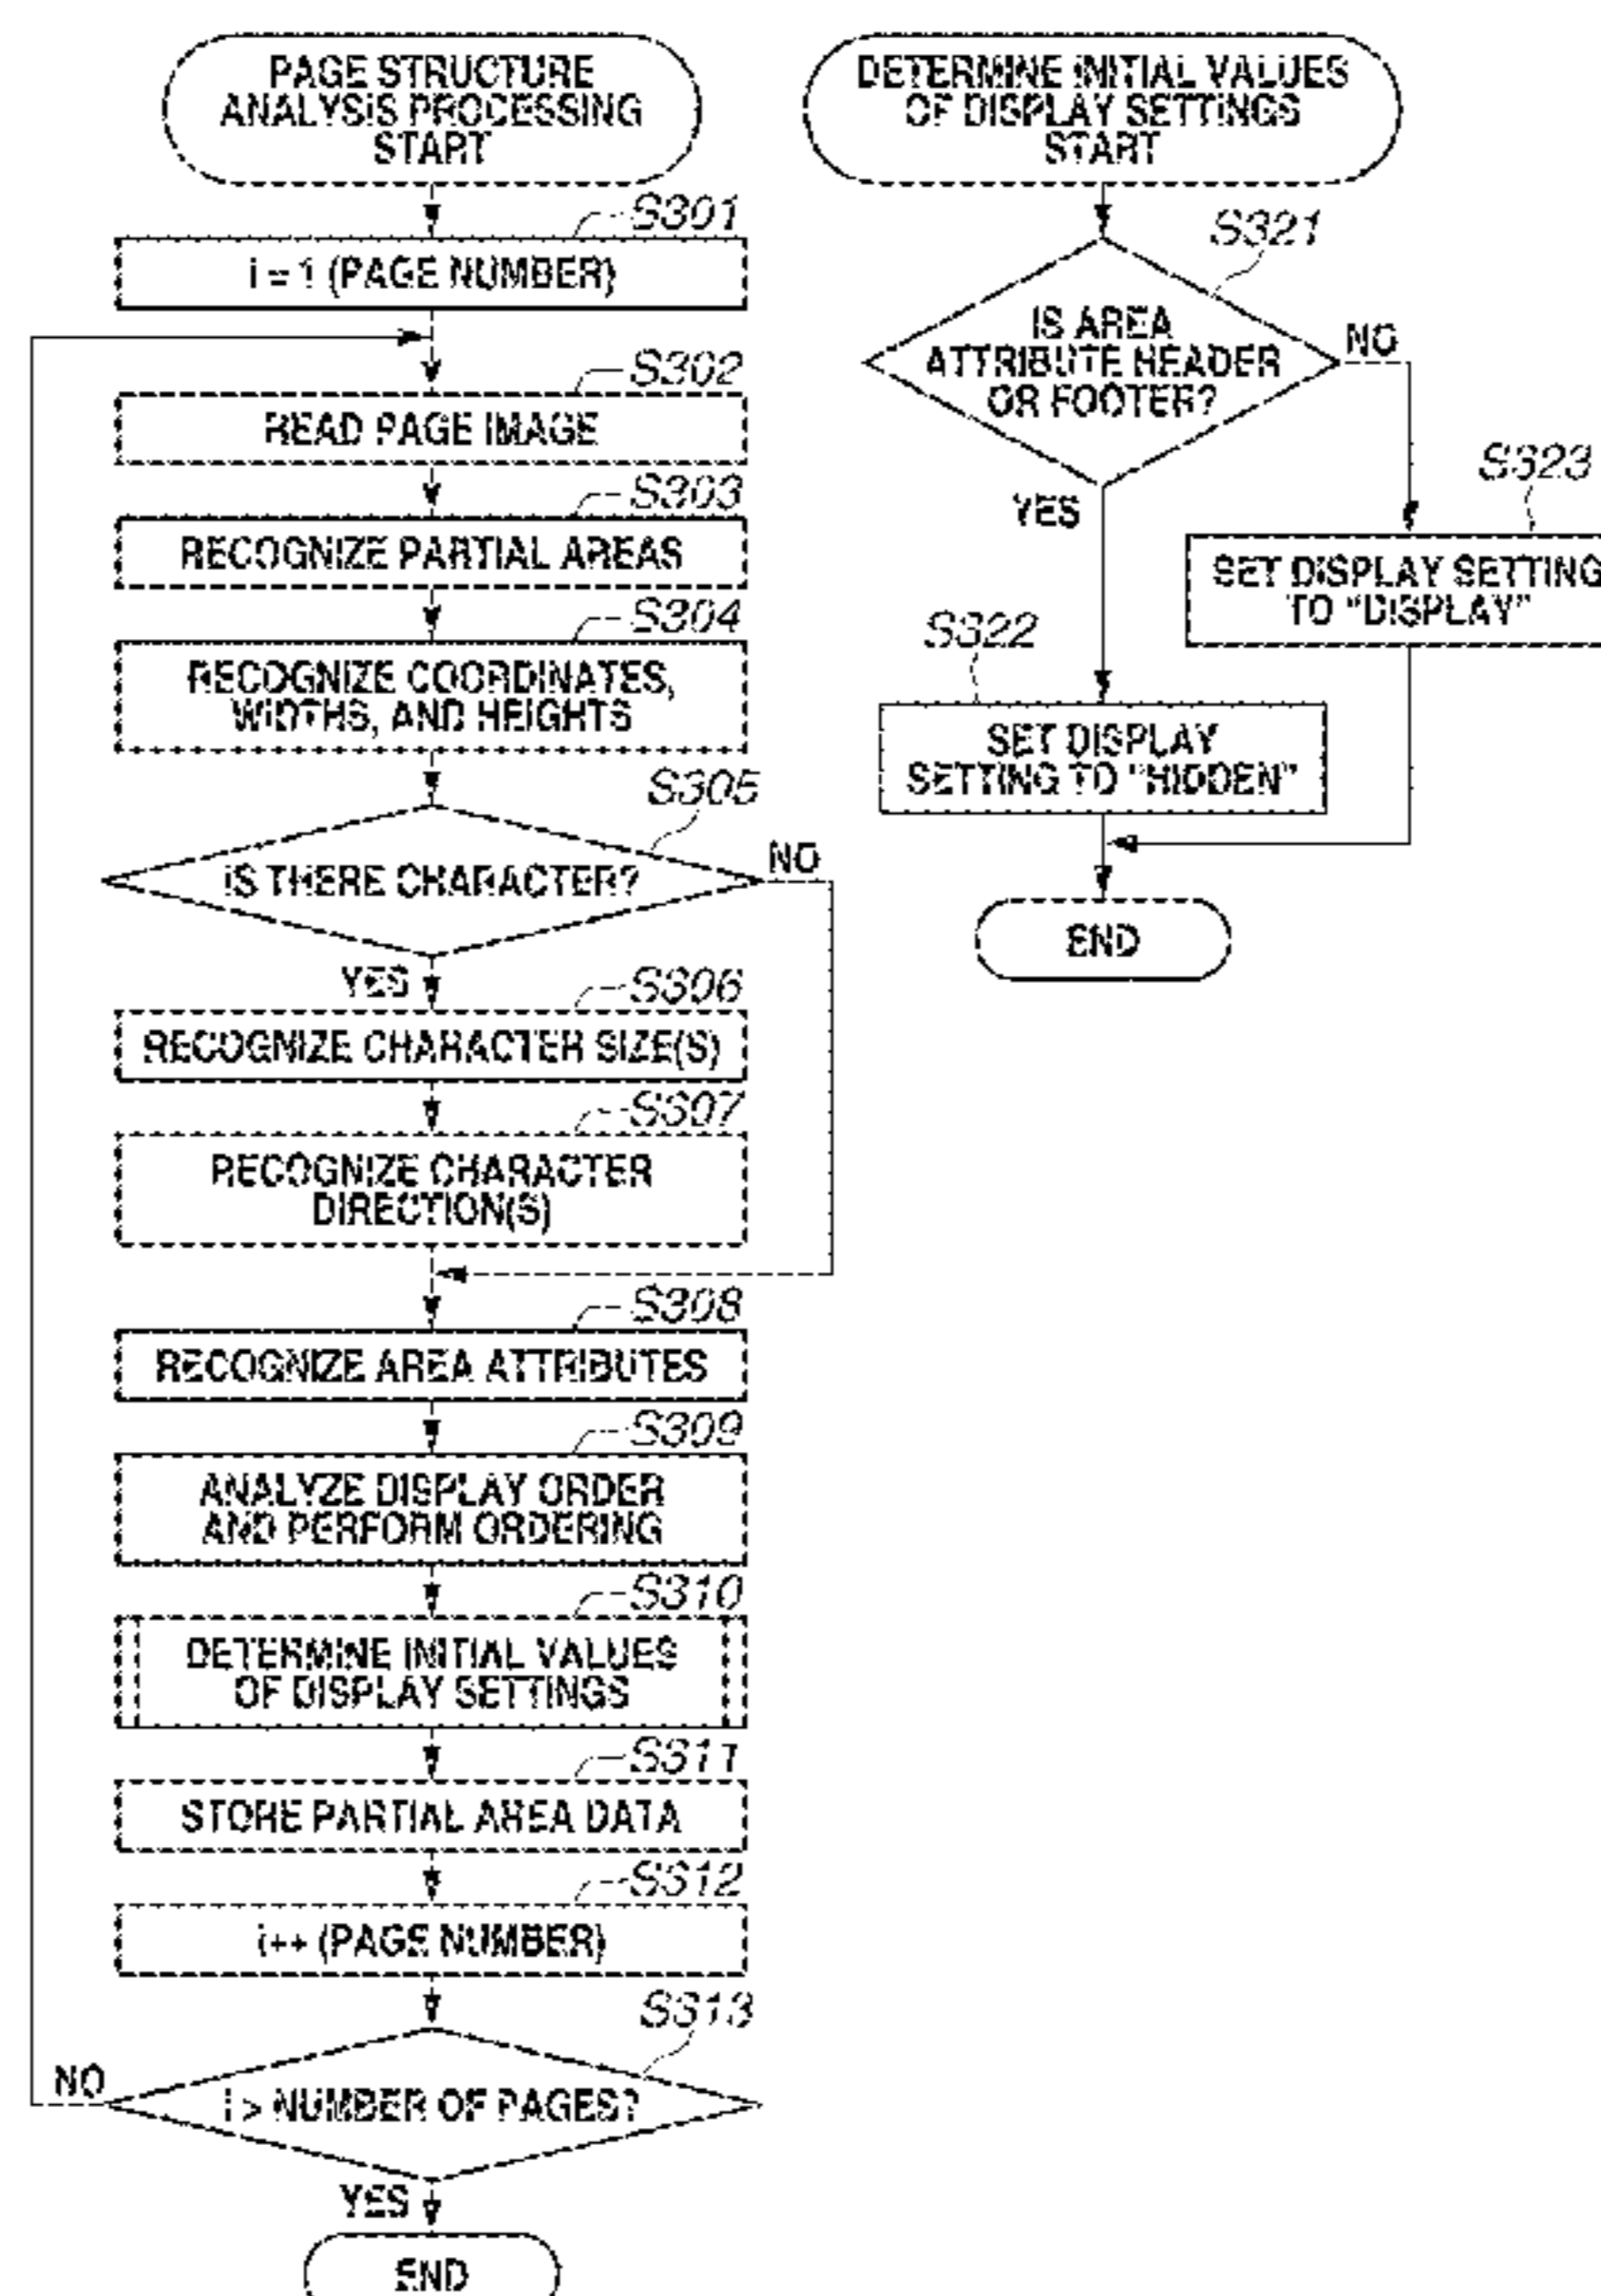 PAGE STRUCTURE
ANALYSIS PROCESSING
START
S301
i = 1 (PAGE NUMBER)
S302
READ PAGE IMAGE
S303
RECOGNIZE PARTIAL AREAS
S304
RECOGNIZE COORDINATES,
WIDTHS, AND HEIGHTS
S305
IS THERE CHARACTER?
NO
YES
S306
RECOGNIZE CHARACTER SIZE(S)
S307
RECOGNIZE CHARACTER
DIRECTION(S)
S308
RECOGNIZE AREA ATTRIBUTES
S309
ANALYZE DISPLAY ORDER
AND PERFORM ORDERING
S310
DETERMINE INITIAL VALUES
OF DISPLAY SETTINGS
S311
STORE PARTIAL AREA DATA
S312
i++ (PAGE NUMBER)
S313
i > NUMBER OF PAGES?
NO
YES
END
DETERMINE INITIAL VALUES
OF DISPLAY SETTINGS
START
S321
IS AREA
ATTRIBUTE HEADER
OR FOOTER?
NO
YES
S323
SET DISPLAY SETTING
TO "DISPLAY"
S322
SET DISPLAY
SETTING TO "HIDDEN"
END